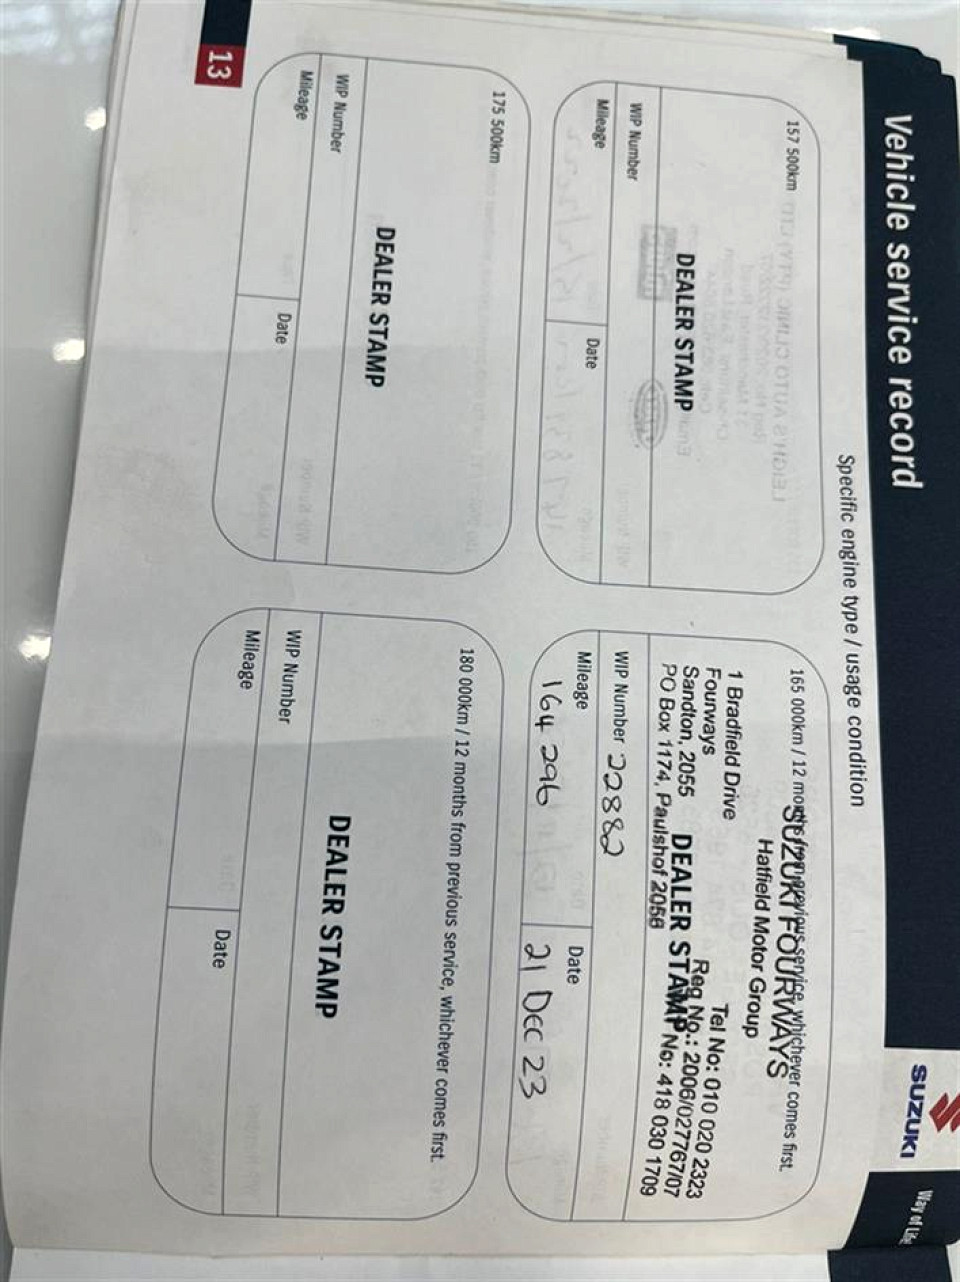 Vehicle service record
SUZUKI
Way of Life
Specific engine type / usage condition
157 500km
DEALER STAMP
WIP Number
Mileage
Date
165 000km / 12 months from previous service, whichever comes first.
SUZUKI FOURWAYS
Hatfield Motor Group
1 Bradfield Drive
Fourways
Tel No: 010 020 2323
Sandton, 2055
Reg No.: 2006/027767/07
PO Box 1174, Paulshof 2056
No: 418 030 1709
DEALER STAMP
WIP Number 22882
Mileage
Date
164 296
21 DEC 23
175 500km
DEALER STAMP
WIP Number
Mileage
Date
180 000km / 12 months from previous service, whichever comes first.
DEALER STAMP
WIP Number
Mileage
Date
13